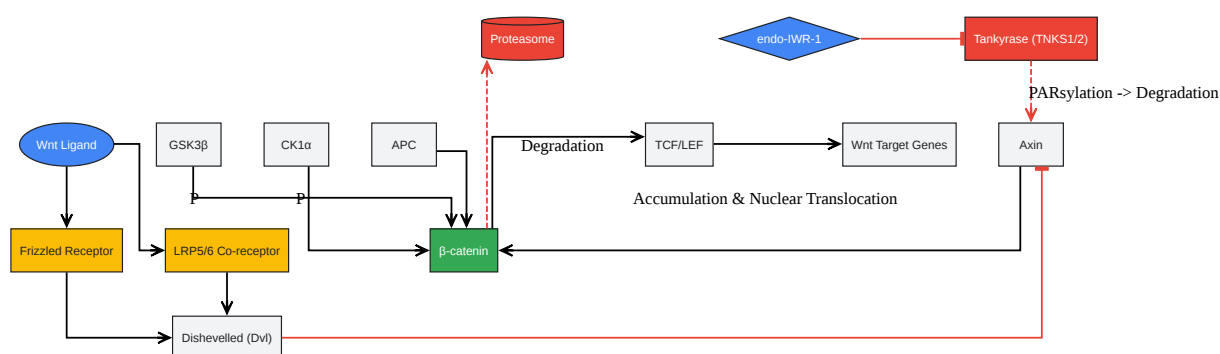 Proteasome
endo-IWR-1
Tankyrase (TNKS1/2)
PARsylation -> Degradation
Wnt Ligand
GSK3β
CK1α
APC
Degradation
TCF/LEF
Wnt Target Genes
Axin
P
P
Accumulation & Nuclear Translocation
Frizzled Receptor
LRP5/6 Co-receptor
β-catenin
Dishevelled (Dvl)